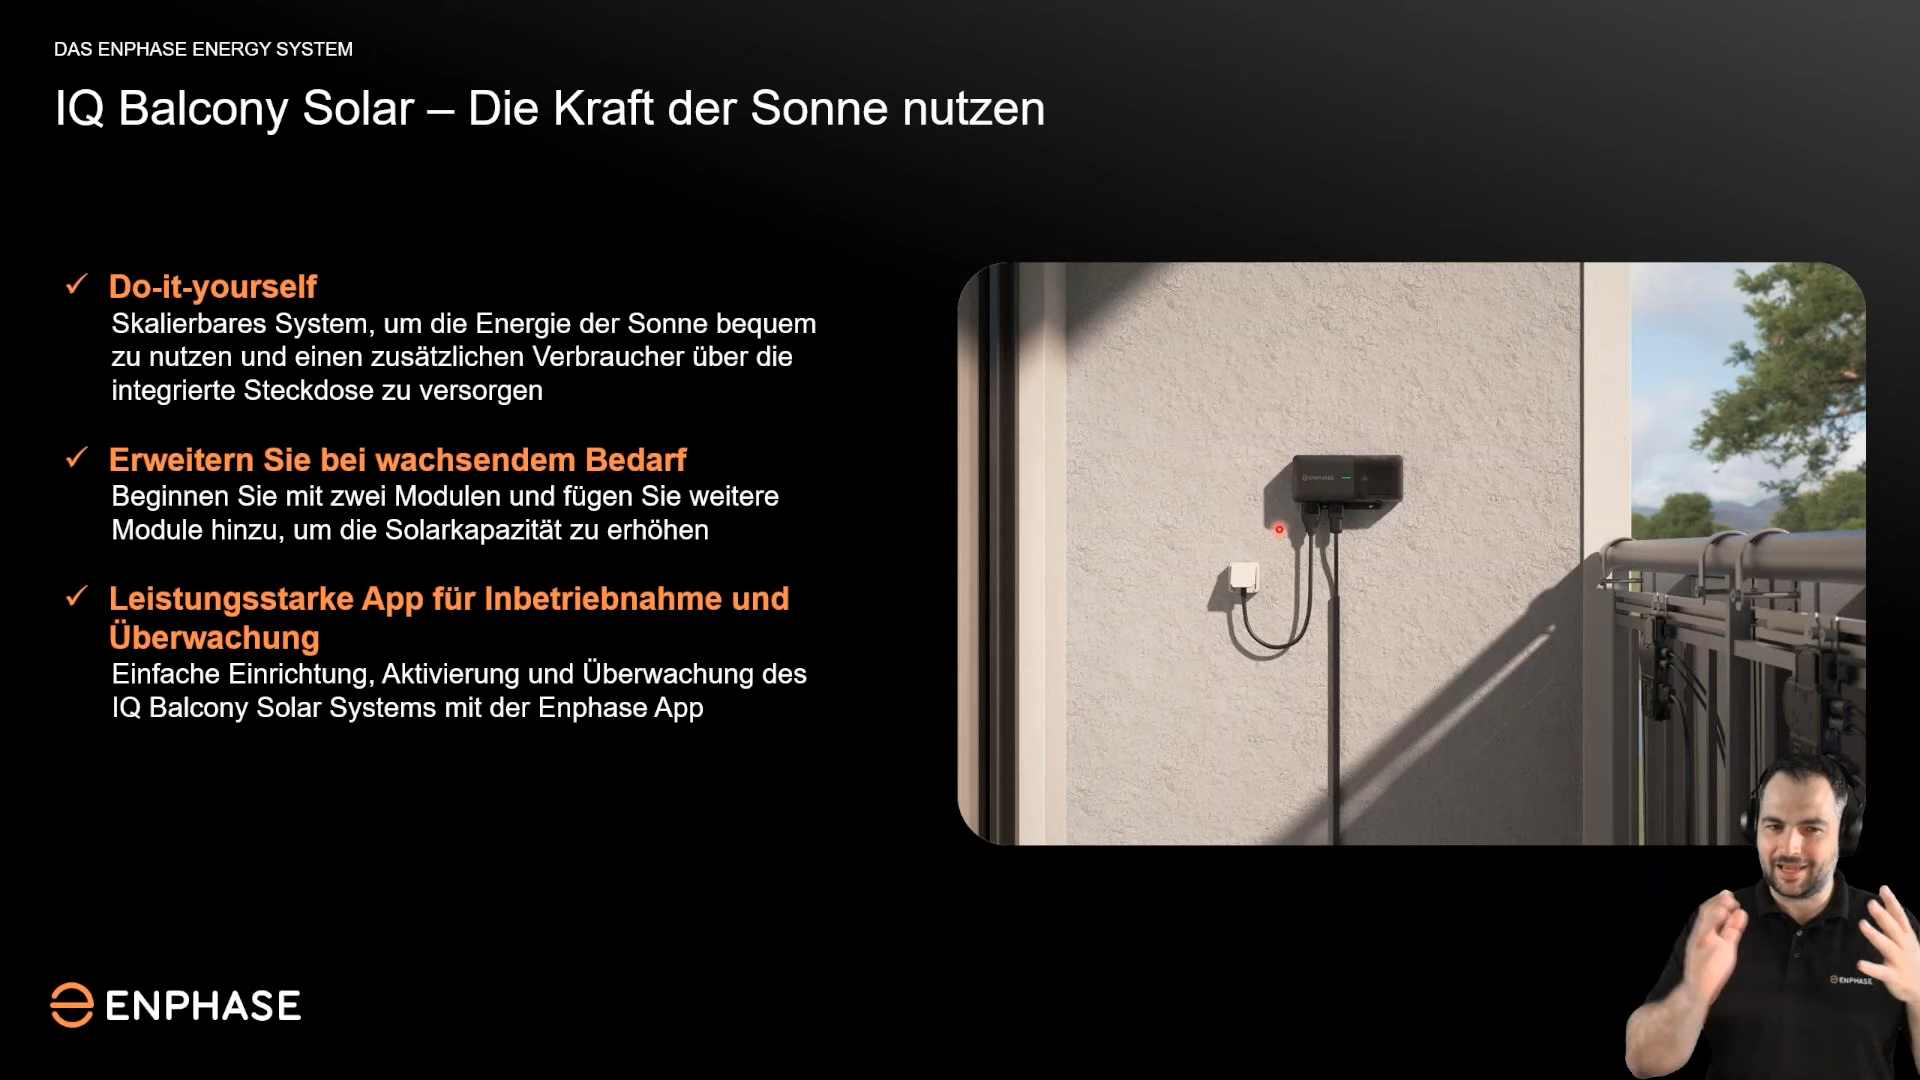 DAS ENPHASE ENERGY SYSTEM
IQ Balcony Solar – Die Kraft der Sonne nutzen
✓ Do-it-yourself
Skalierbares System, um die Energie der Sonne bequem
zu nutzen und einen zusätzlichen Verbraucher über die
integrierte Steckdose zu versorgen
✓ Erweitern Sie bei wachsendem Bedarf
Beginnen Sie mit zwei Modulen und fügen Sie weitere
Module hinzu, um die Solarkapazität zu erhöhen
✓ Leistungsstarke App für Inbetriebnahme und
Überwachung
Einfache Einrichtung, Aktivierung und Überwachung des
IQ Balcony Solar Systems mit der Enphase App
ENPHASE
ENPHASE
ENPHASE